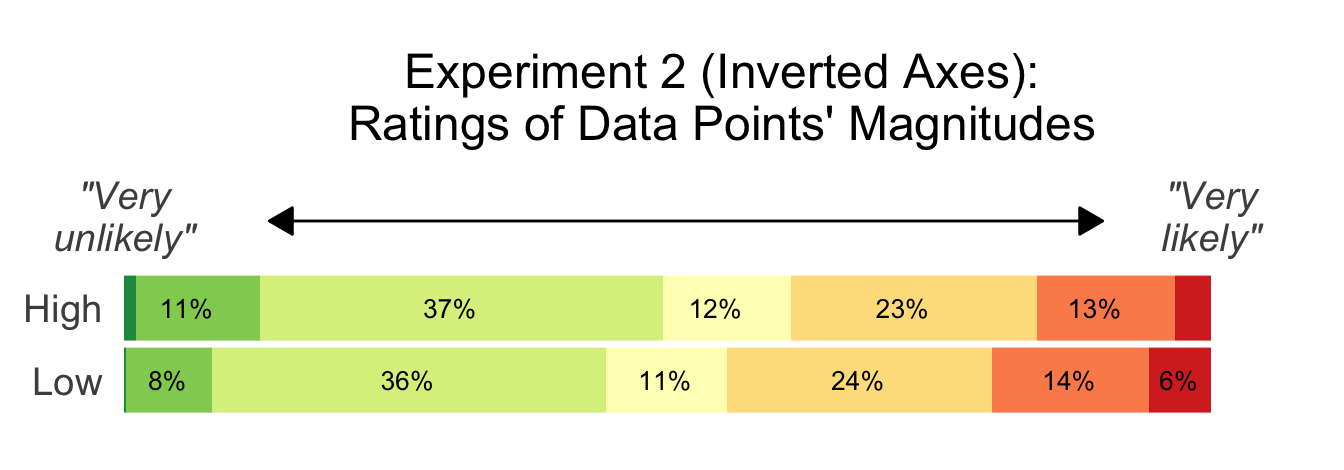 Experiment 2 (Inverted Axes):
Ratings of Data Points' Magnitudes
"Very
unlikely"
"Very
likely"
High 11% 37% 12% 23% 13%
Low 8% 36% 11% 24% 14% 6%